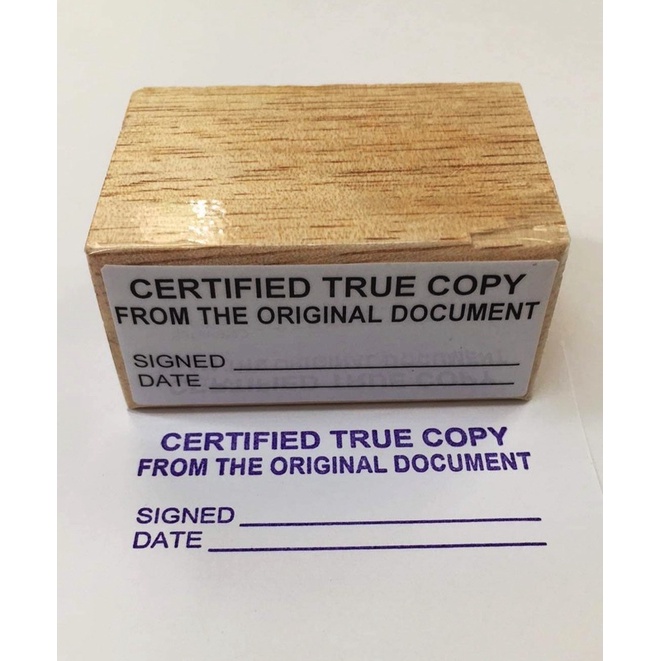 CERTIFIED TRUE COPY
FROM THE ORIGINAL DOCUMENT
SIGNED
DATE
CERTIFIED TRUE COPY
FROM THE ORIGINAL DOCUMENT
SIGNED
DATE